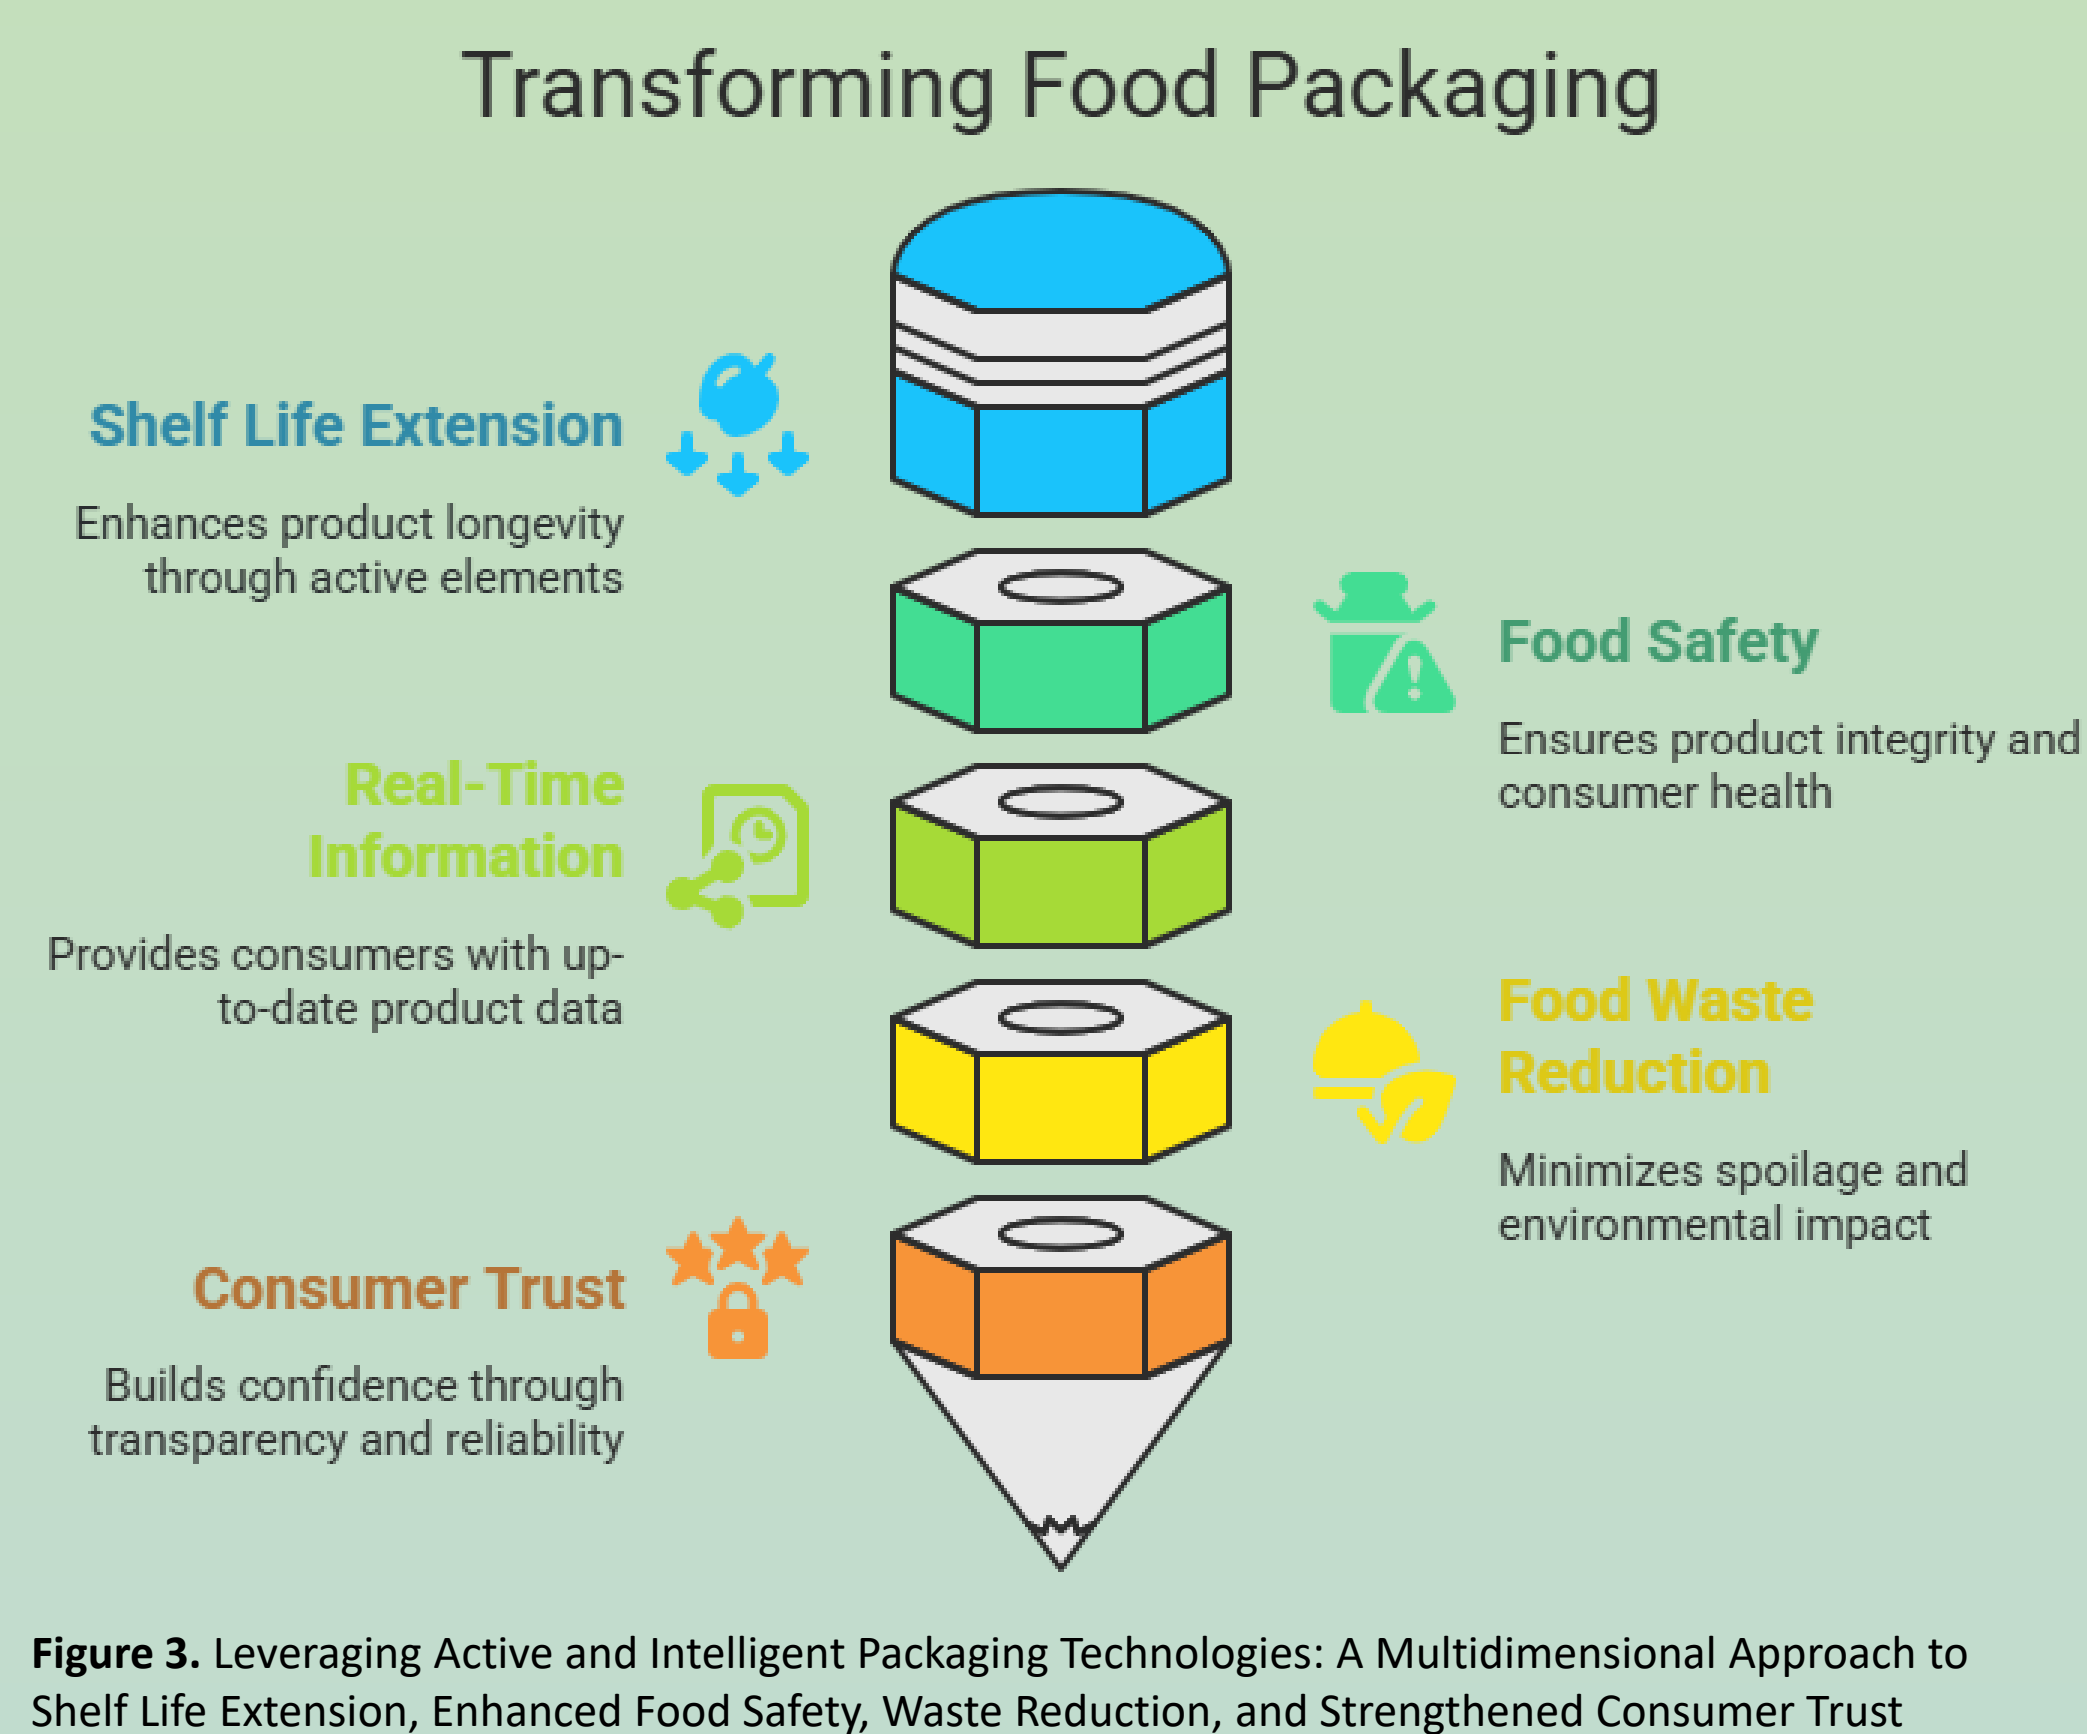 Transforming Food Packaging
Shelf Life Extension
Enhances product longevity
through active elements
Food Safety
Ensures product integrity and
consumer health
Real-Time
Information
Provides consumers with up-
to-date product data
Food Waste
Reduction
Minimizes spoilage and
environmental impact
Consumer Trust
Builds confidence through
transparency and reliability
Figure 3. Leveraging Active and Intelligent Packaging Technologies: A Multidimensional Approach to
Shelf Life Extension, Enhanced Food Safety, Waste Reduction, and Strengthened Consumer Trust